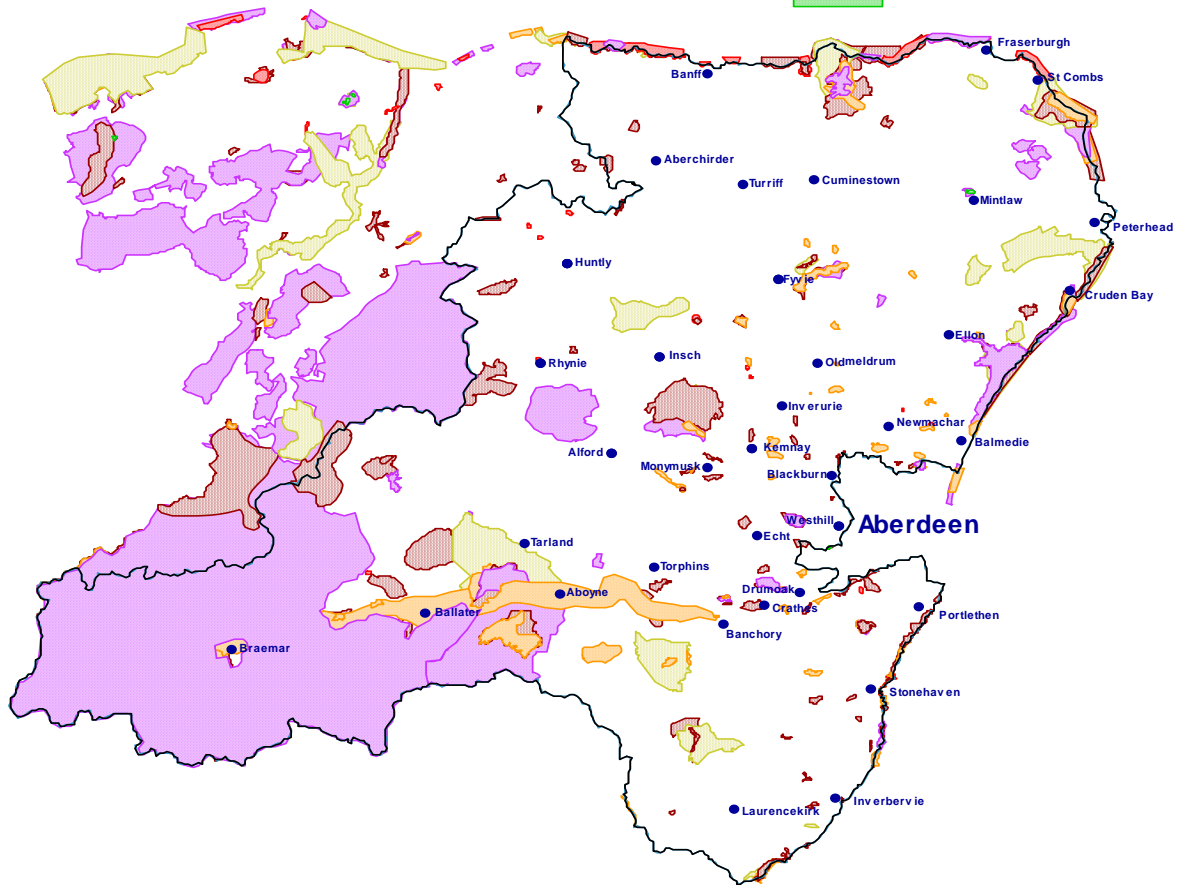 Fraserburgh
Banff
St Combs
Aberchirder
Turriff
Cuminestown
Mintlaw
Peterhead
Huntly
Fyvie
Cruden Bay
Ellon
Rhynie
Insch
Oldmeldrum
Inverurie
Newmachar
Balmedie
Alford
Kemnay
Monymusk
Blackburn
Westhill
Aberdeen
Echt
Tarland
Torphins
Drumoak
Aboyne
Crathes
Ballater
Portlethen
Banchory
Braemar
Stonehaven
Inverbervie
Laurencekirk